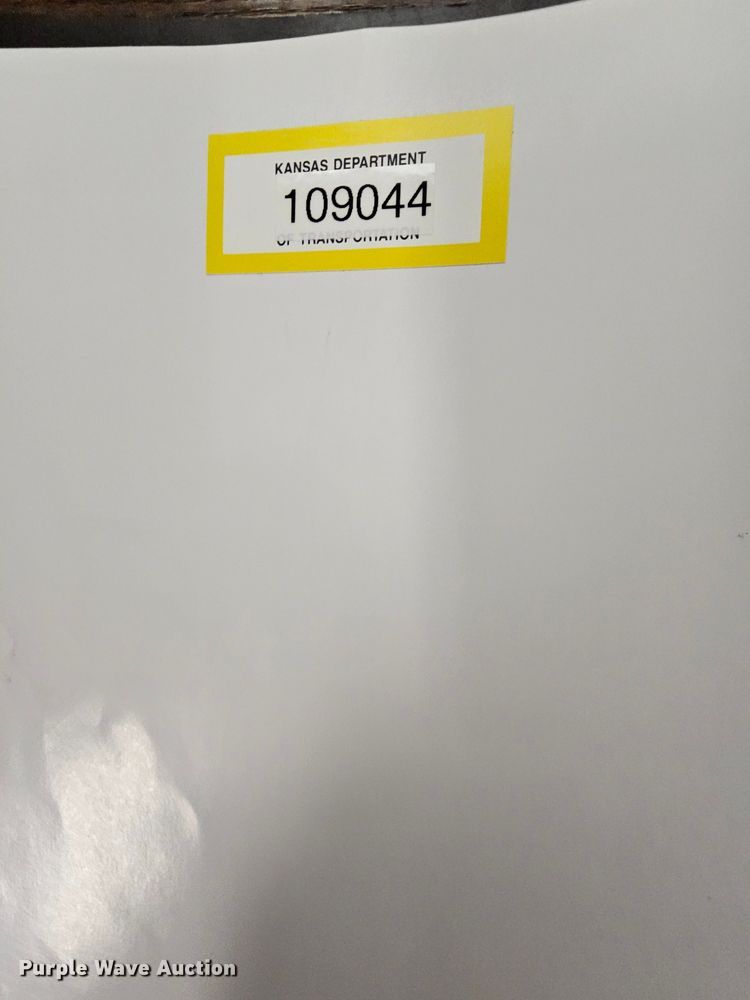 KANSAS DEPARTMENT
109044
OF TRANSPORTATION
Purple Wave Auction